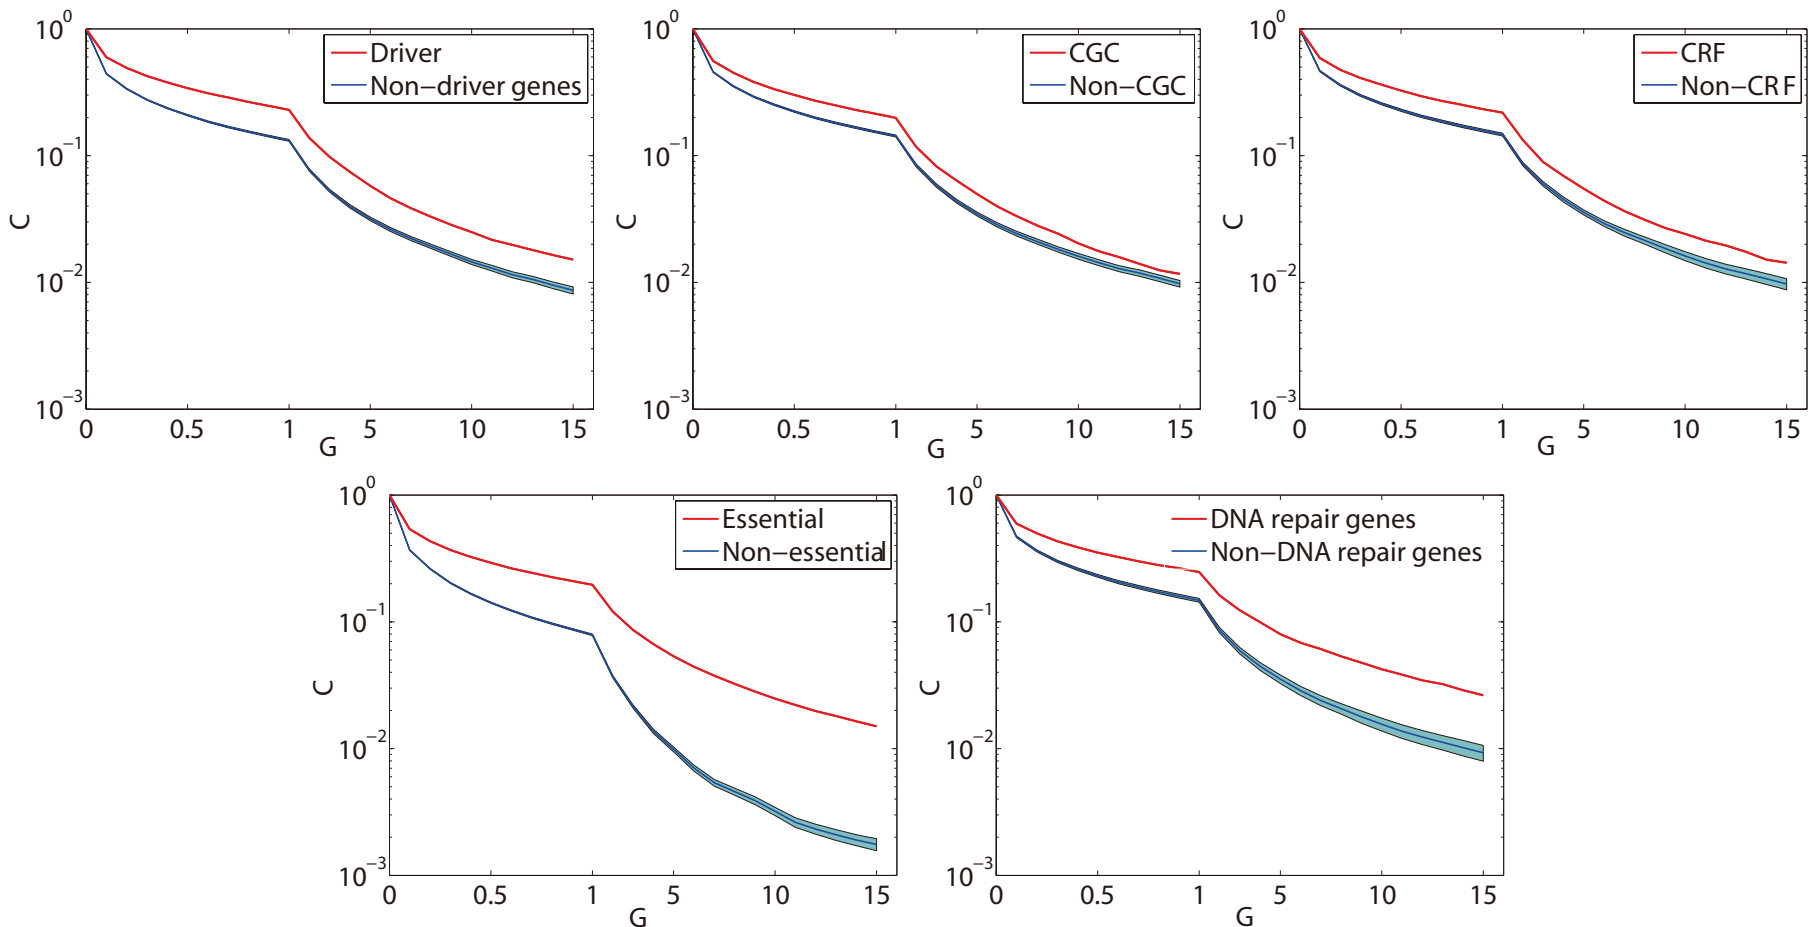 10^0
Driver
Non-driver genes
10^-1
C
10^-2
10^-3
0 0.5 1 5 10 15
G
10^0
CGC
Non-CGC
10^-1
C
10^-2
10^-3
0 0.5 1 5 10 15
G
10^0
CRF
Non-CRF
10^-1
C
10^-2
10^-3
0 0.5 1 5 10 15
G
10^0
Essential
Non-essential
10^-1
C
10^-2
10^-3
0 0.5 1 5 10 15
G
10^0
DNA repair genes
Non-DNA repair genes
10^-1
C
10^-2
10^-3
0 0.5 1 5 10 15
G